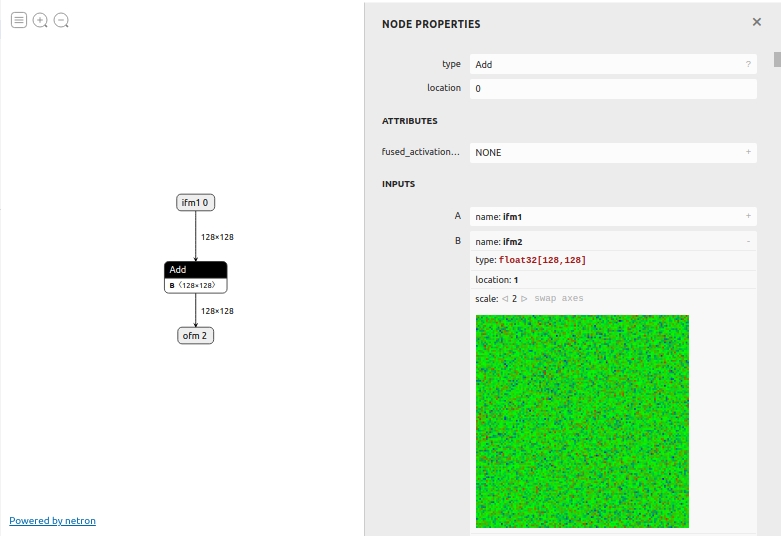 ifm1 0
128×128
Add
B ⟨128×128⟩
128×128
ofm 2
Powered by netron
NODE PROPERTIES ×
type Add ?
location 0
ATTRIBUTES
fused_activation... NONE +
INPUTS
A name: ifm1 +
B name: ifm2 -
type: float32[128,128]
location: 1
scale: ◁ 2 ▷ swap axes